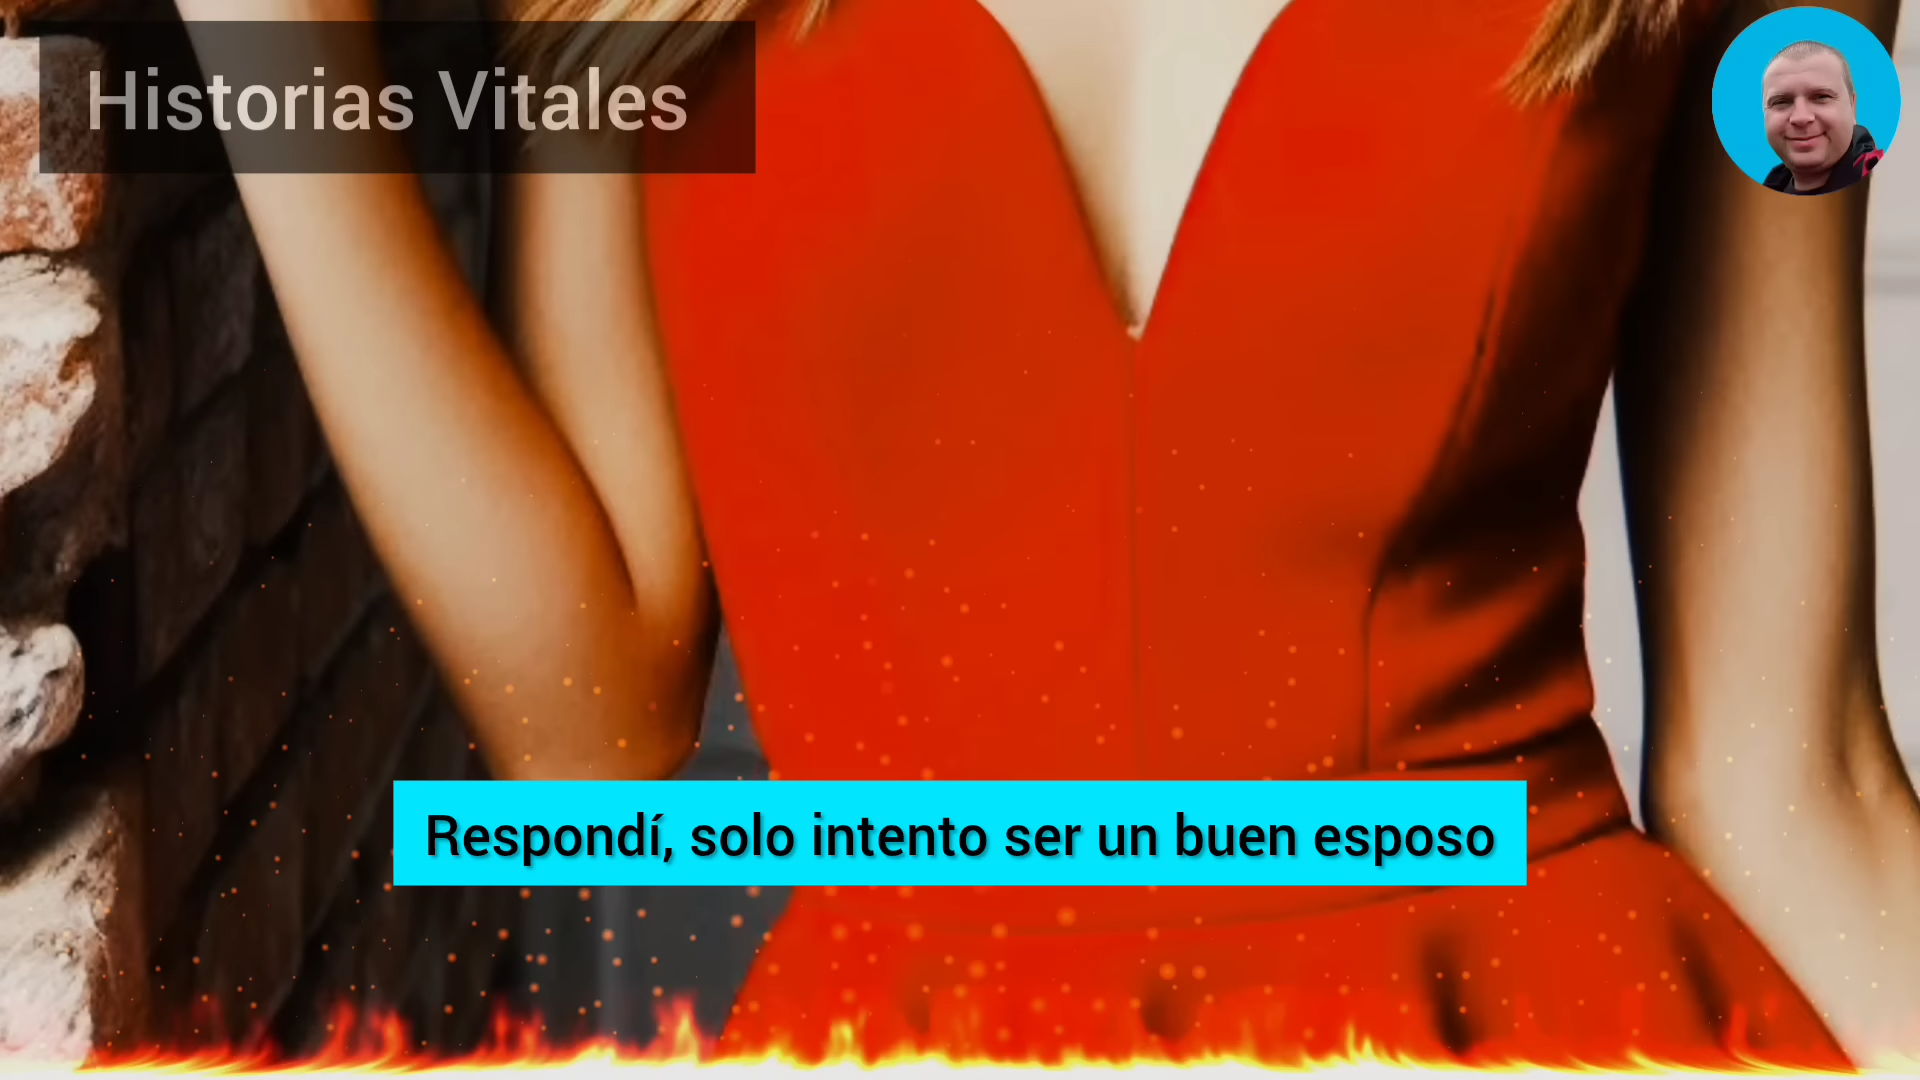 Historias Vitales
Respondí, solo intento ser un buen esposo